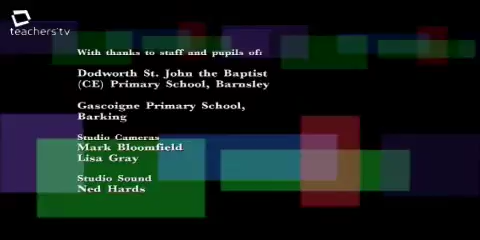 teachers' tv
With thanks to staff and pupils of:
Dodworth St. John the Baptist
(CE) Primary School, Barnsley
Gascoigne Primary School,
Barking
Studio Cameras
Mark Bloomfield
Lisa Gray
Studio Sound
Ned Hards